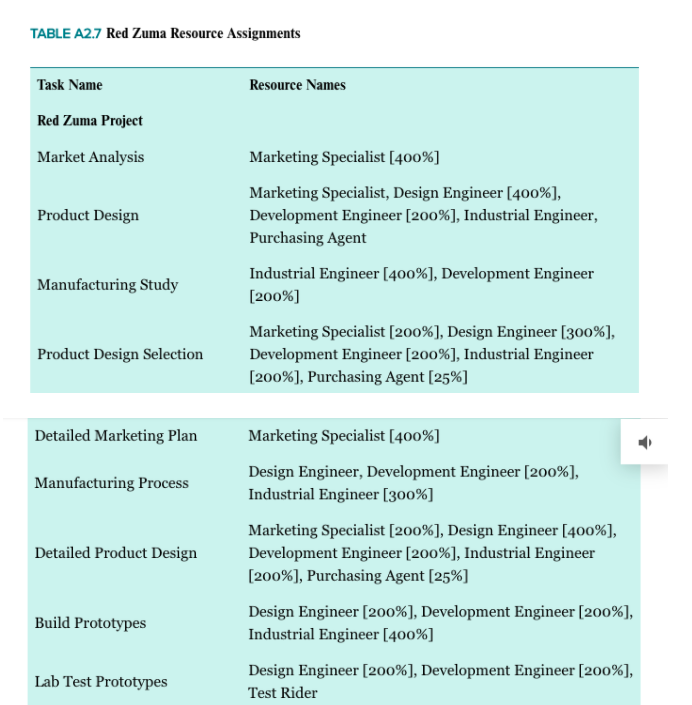 TABLE A2.7 Red Zuma Resource Assignments
Task Name Resource Names
Red Zuma Project
Market Analysis Marketing Specialist [400%]
Product Design Marketing Specialist, Design Engineer [400%],
Development Engineer [200%], Industrial Engineer,
Purchasing Agent
Manufacturing Study Industrial Engineer [400%], Development Engineer
[200%]
Product Design Selection Marketing Specialist [200%], Design Engineer [300%],
Development Engineer [200%], Industrial Engineer
[200%], Purchasing Agent [25%]
Detailed Marketing Plan Marketing Specialist [400%]
Manufacturing Process Design Engineer, Development Engineer [200%],
Industrial Engineer [300%]
Detailed Product Design Marketing Specialist [200%], Design Engineer [400%],
Development Engineer [200%], Industrial Engineer
[200%], Purchasing Agent [25%]
Build Prototypes Design Engineer [200%], Development Engineer [200%],
Industrial Engineer [400%]
Lab Test Prototypes Design Engineer [200%], Development Engineer [200%],
Test Rider